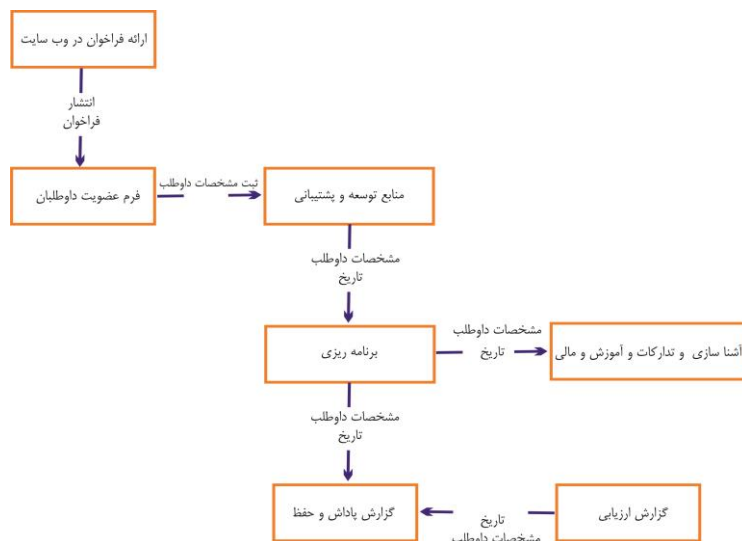 ارائه فراخوان در وب سایت
انتشار
فراخوان
فرم عضویت داوطلبان
ثبت مشخصات داوطلب
منابع توسعه و پشتیبانی
مشخصات داوطلب
تاریخ
برنامه ریزی
مشخصات داوطلب
تاریخ
آشنا سازی و تدارکات و آموزش و مالی
مشخصات داوطلب
تاریخ
گزارش پاداش و حفظ
تاریخ
مشخصات داوطلب
گزارش ارزیابی